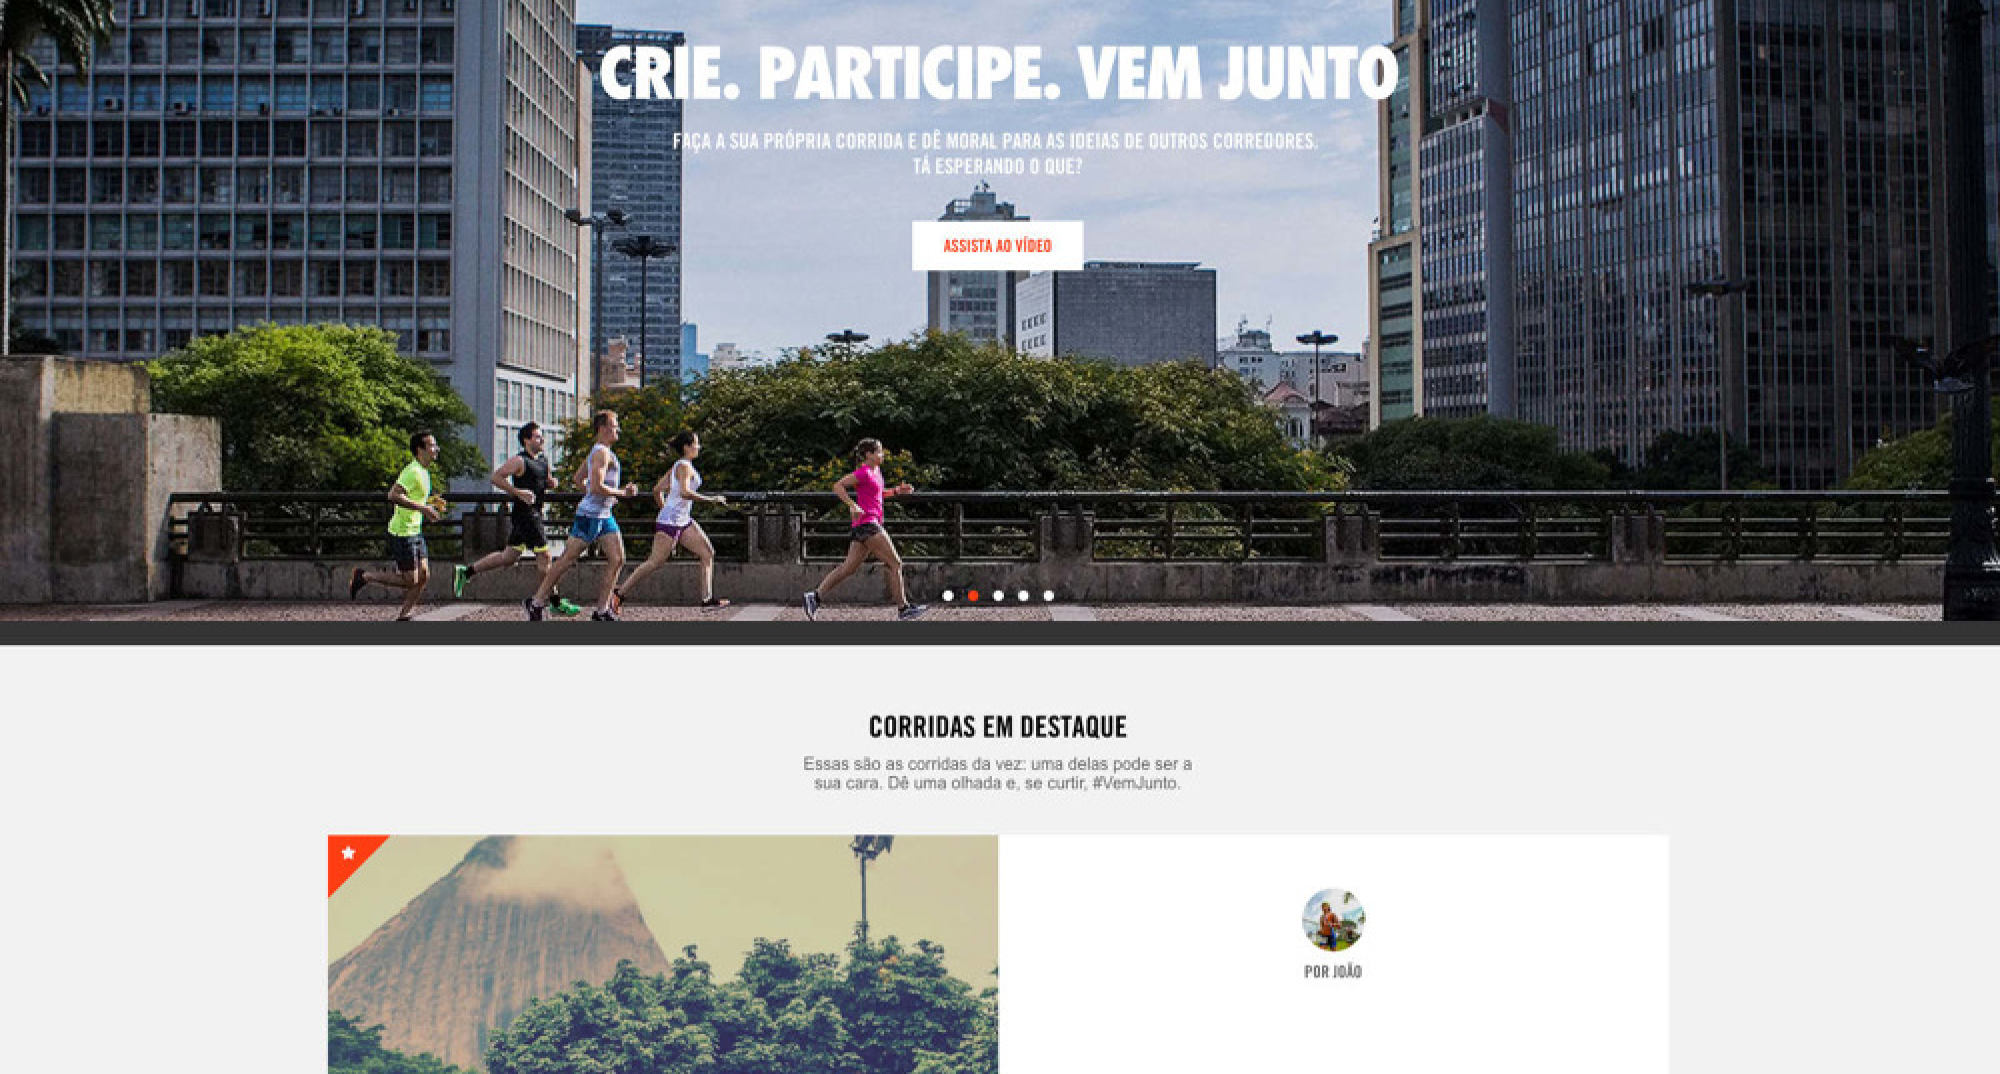 CRIE. PARTICIPE. VEM JUNTO
FAÇA A SUA PRÓPRIA CORRIDA E DÊ MORAL PARA AS IDEIAS DE OUTROS CORREDORES.
TÁ ESPERANDO O QUE?
ASSISTA AO VÍDEO
CORRIDAS EM DESTAQUE
Essas são as corridas da vez: uma delas pode ser a
sua cara. Dê uma olhada e, se curtir, #VemJunto.
POR JOÃO